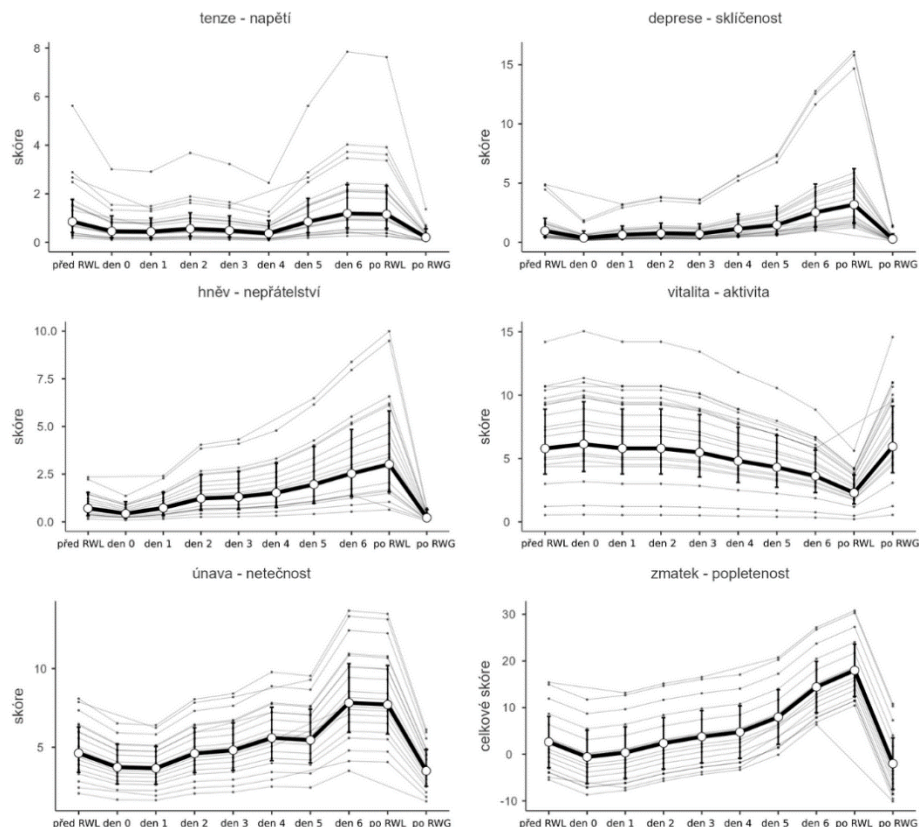 tenze - napětí
skóre
8
6
4
2
0
před RWL den 0 den 1 den 2 den 3 den 4 den 5 den 6 po RWL po RWG
deprese - sklíčenost
skóre
15
10
5
0
před RWL den 0 den 1 den 2 den 3 den 4 den 5 den 6 po RWL po RWG
hněv - nepřátelství
skóre
10.0
7.5
5.0
2.5
0.0
před RWL den 0 den 1 den 2 den 3 den 4 den 5 den 6 po RWL po RWG
vitalita - aktivita
skóre
15
10
5
0
před RWL den 0 den 1 den 2 den 3 den 4 den 5 den 6 po RWL po RWG
únava - netečnost
skóre
10
5
před RWL den 0 den 1 den 2 den 3 den 4 den 5 den 6 po RWL po RWG
zmatek - popletenost
celkové skóre
30
20
10
0
-10
před RWL den 0 den 1 den 2 den 3 den 4 den 5 den 6 po RWL po RWG